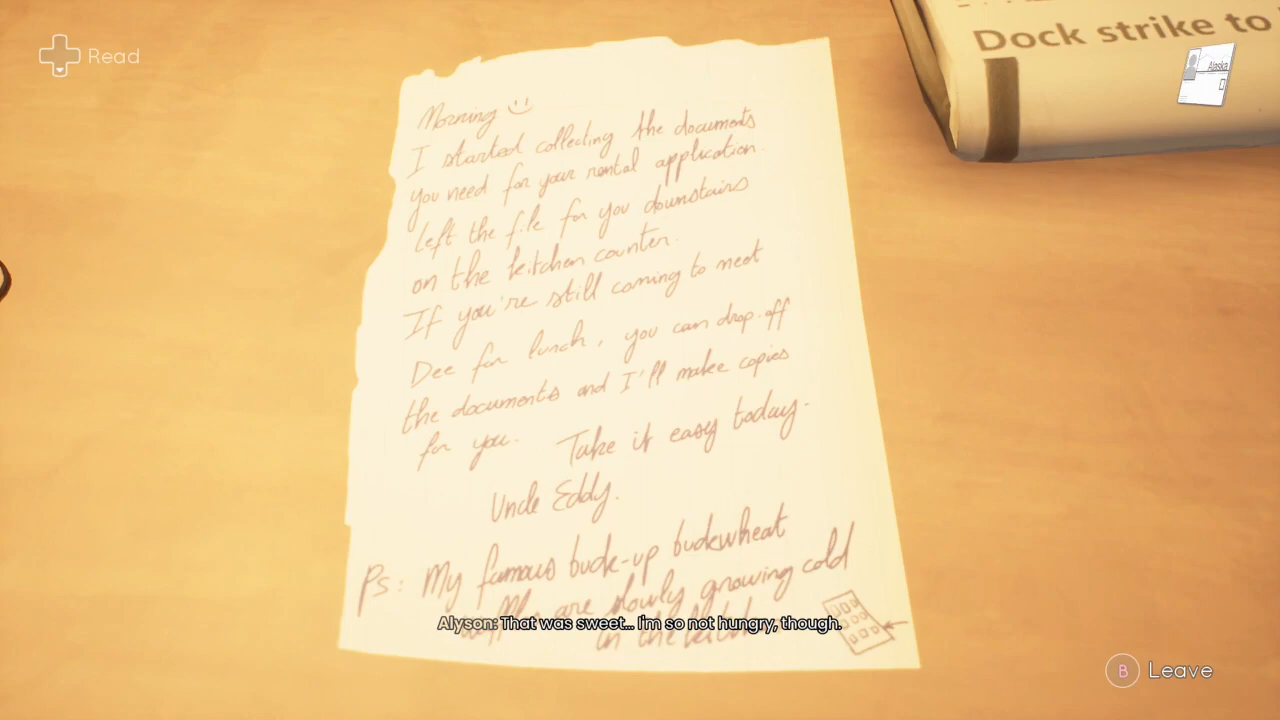 Read
Dock strike to
Alaska
Morning :)
I started collecting the documents
you need for your rental application.
Left the file for you downstairs
on the kitchen counter.
If you're still coming to meet
Dee for lunch, you can drop off
the documents and I'll make copies
for you. Take it easy today.
Uncle Eddy.
Ps: My famous buck-up buckwheat
are slowly growing cold
in the
Alyson: That was sweet... I'm so not hungry, though.
B Leave